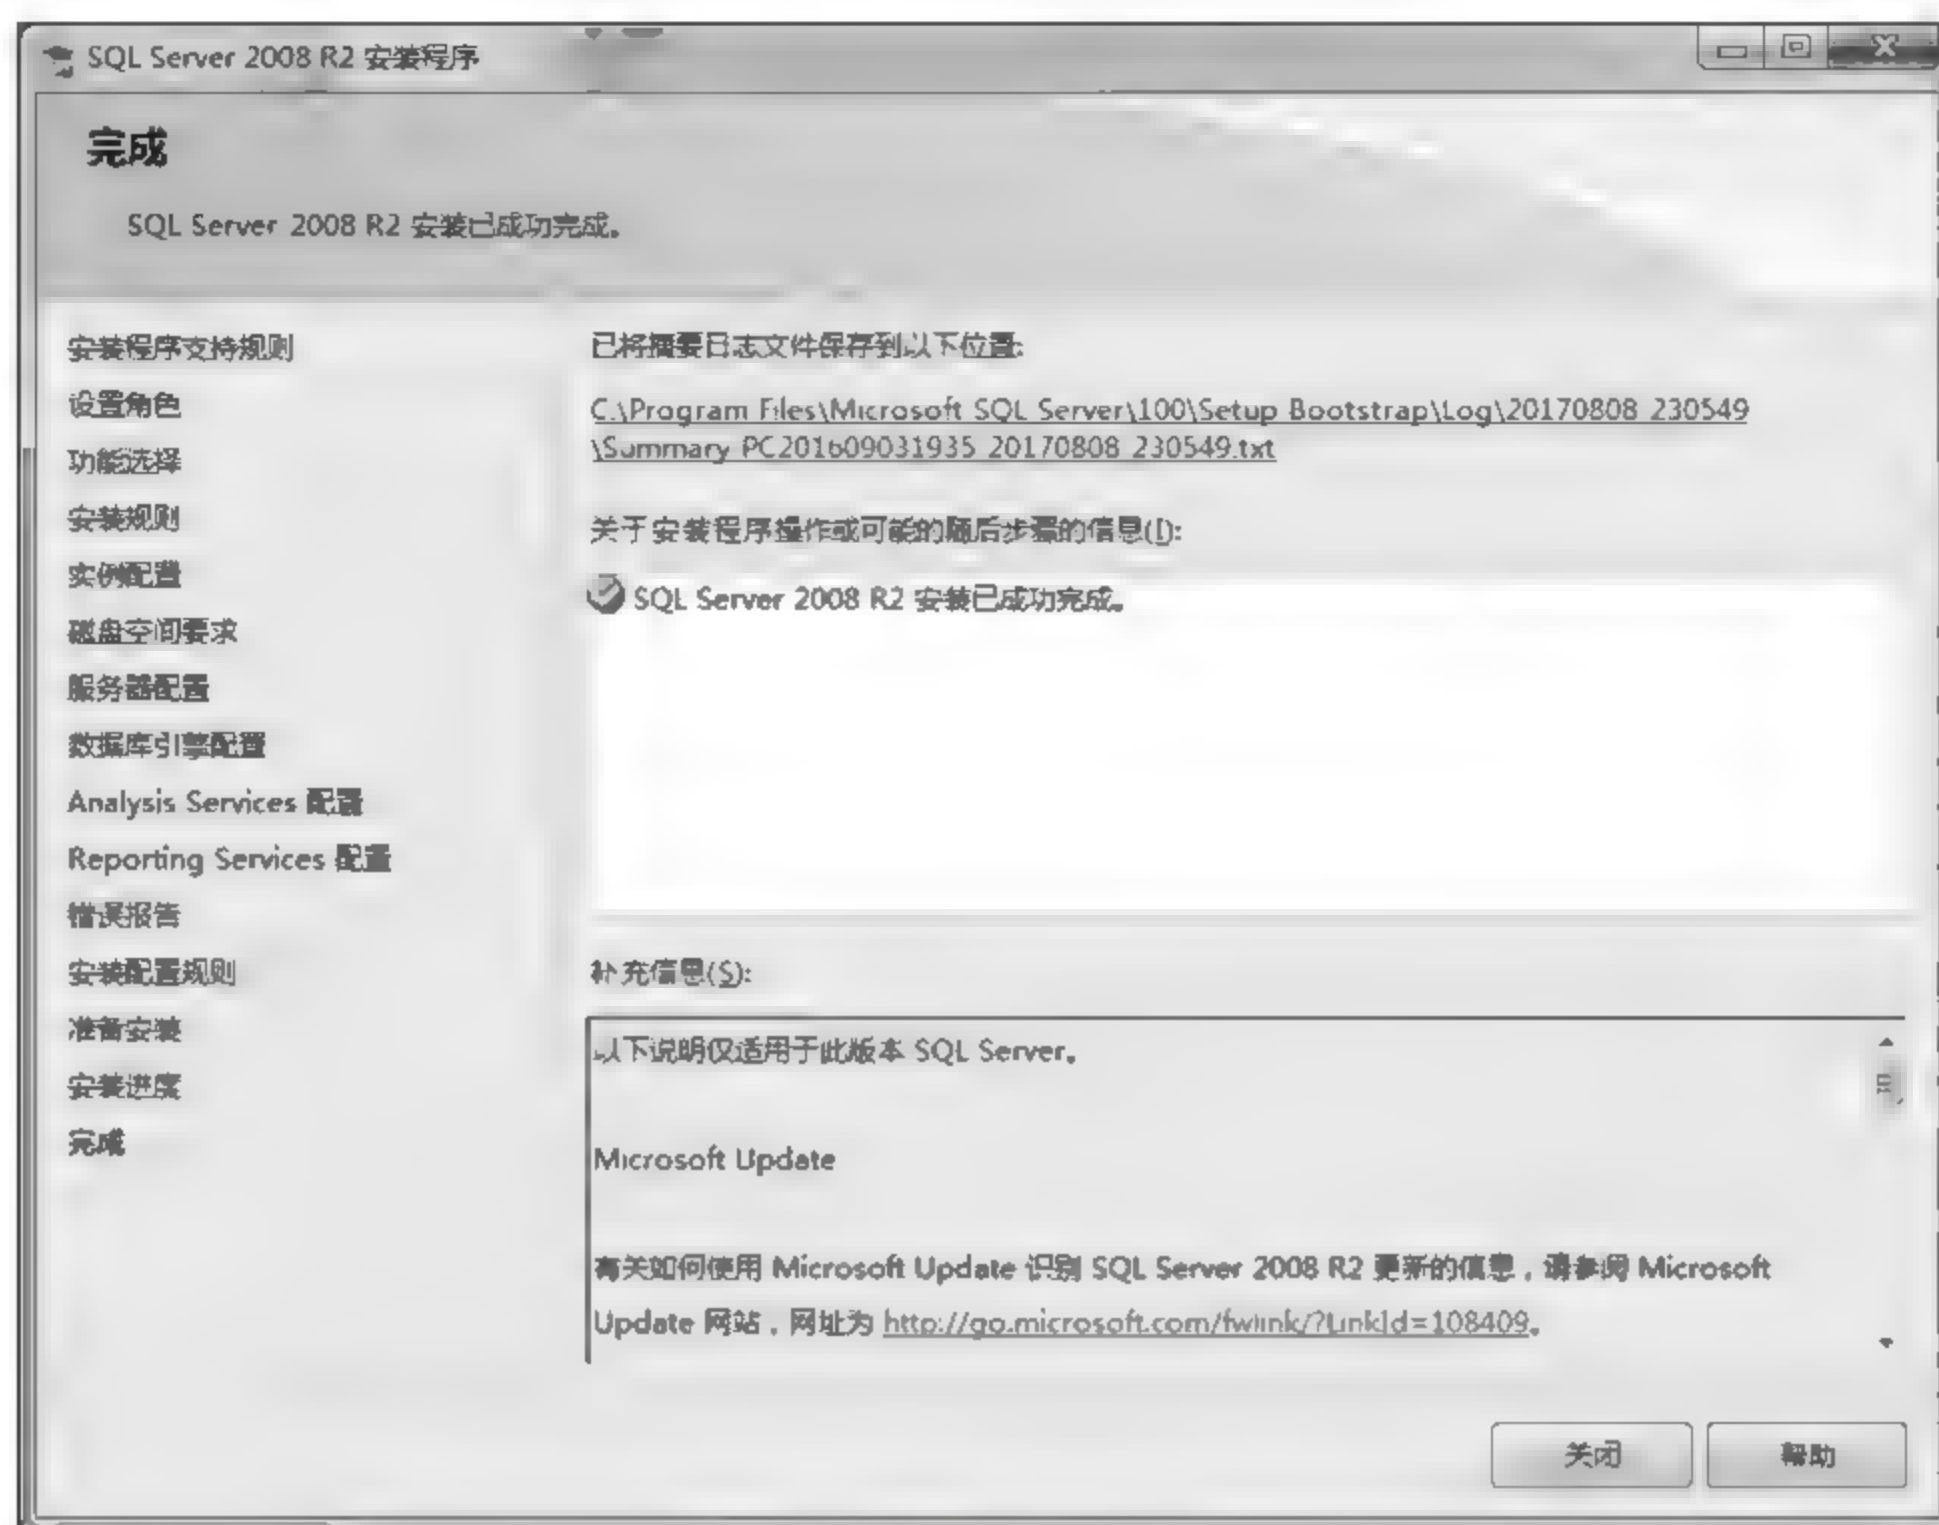 SQL Server 2008 R2 安装程序
完成
SQL Server 2008 R2 安装已成功完成。
安装程序支持规则
设置角色
功能选择
安装规则
实例配置
磁盘空间要求
服务器配置
数据库引擎配置
Analysis Services 配置
Reporting Services 配置
错误报告
安装配置规则
准备安装
安装进度
完成
已将摘要日志文件保存到以下位置:
C:\Program Files\Microsoft SQL Server\100\Setup Bootstrap\Log\20170808_230549
\Summary_PC201609031935_20170808_230549.txt
关于安装程序操作或可能的随后步骤的信息(I):
SQL Server 2008 R2 安装已成功完成。
补充信息(S):
以下说明仅适用于此版本 SQL Server。
Microsoft Update
有关如何使用 Microsoft Update 识别 SQL Server 2008 R2 更新的信息，请参阅 Microsoft
Update 网站，网址为 http://go.microsoft.com/fwlink/?LinkId=108409。
关闭
帮助